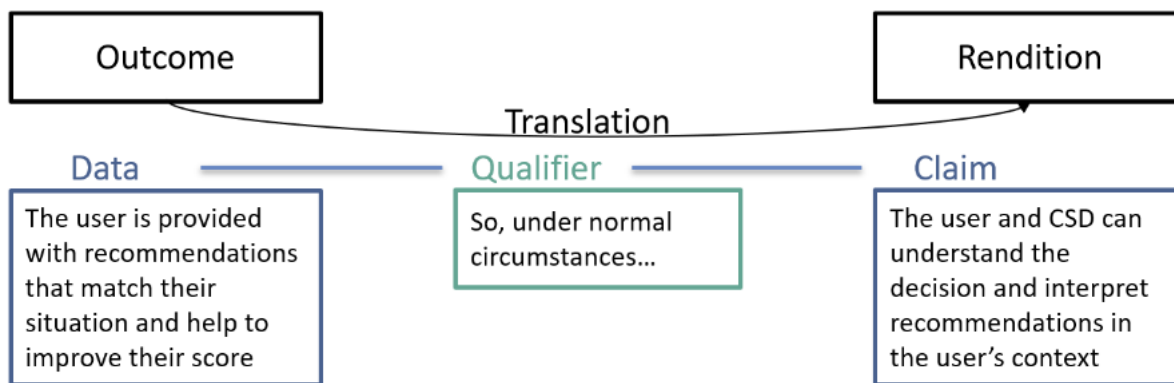 Outcome
Rendition
Translation
Data
Qualifier
Claim
The user is provided
with recommendations
that match their
situation and help to
improve their score
So, under normal
circumstances...
The user and CSD can
understand the
decision and interpret
recommendations in
the user's context